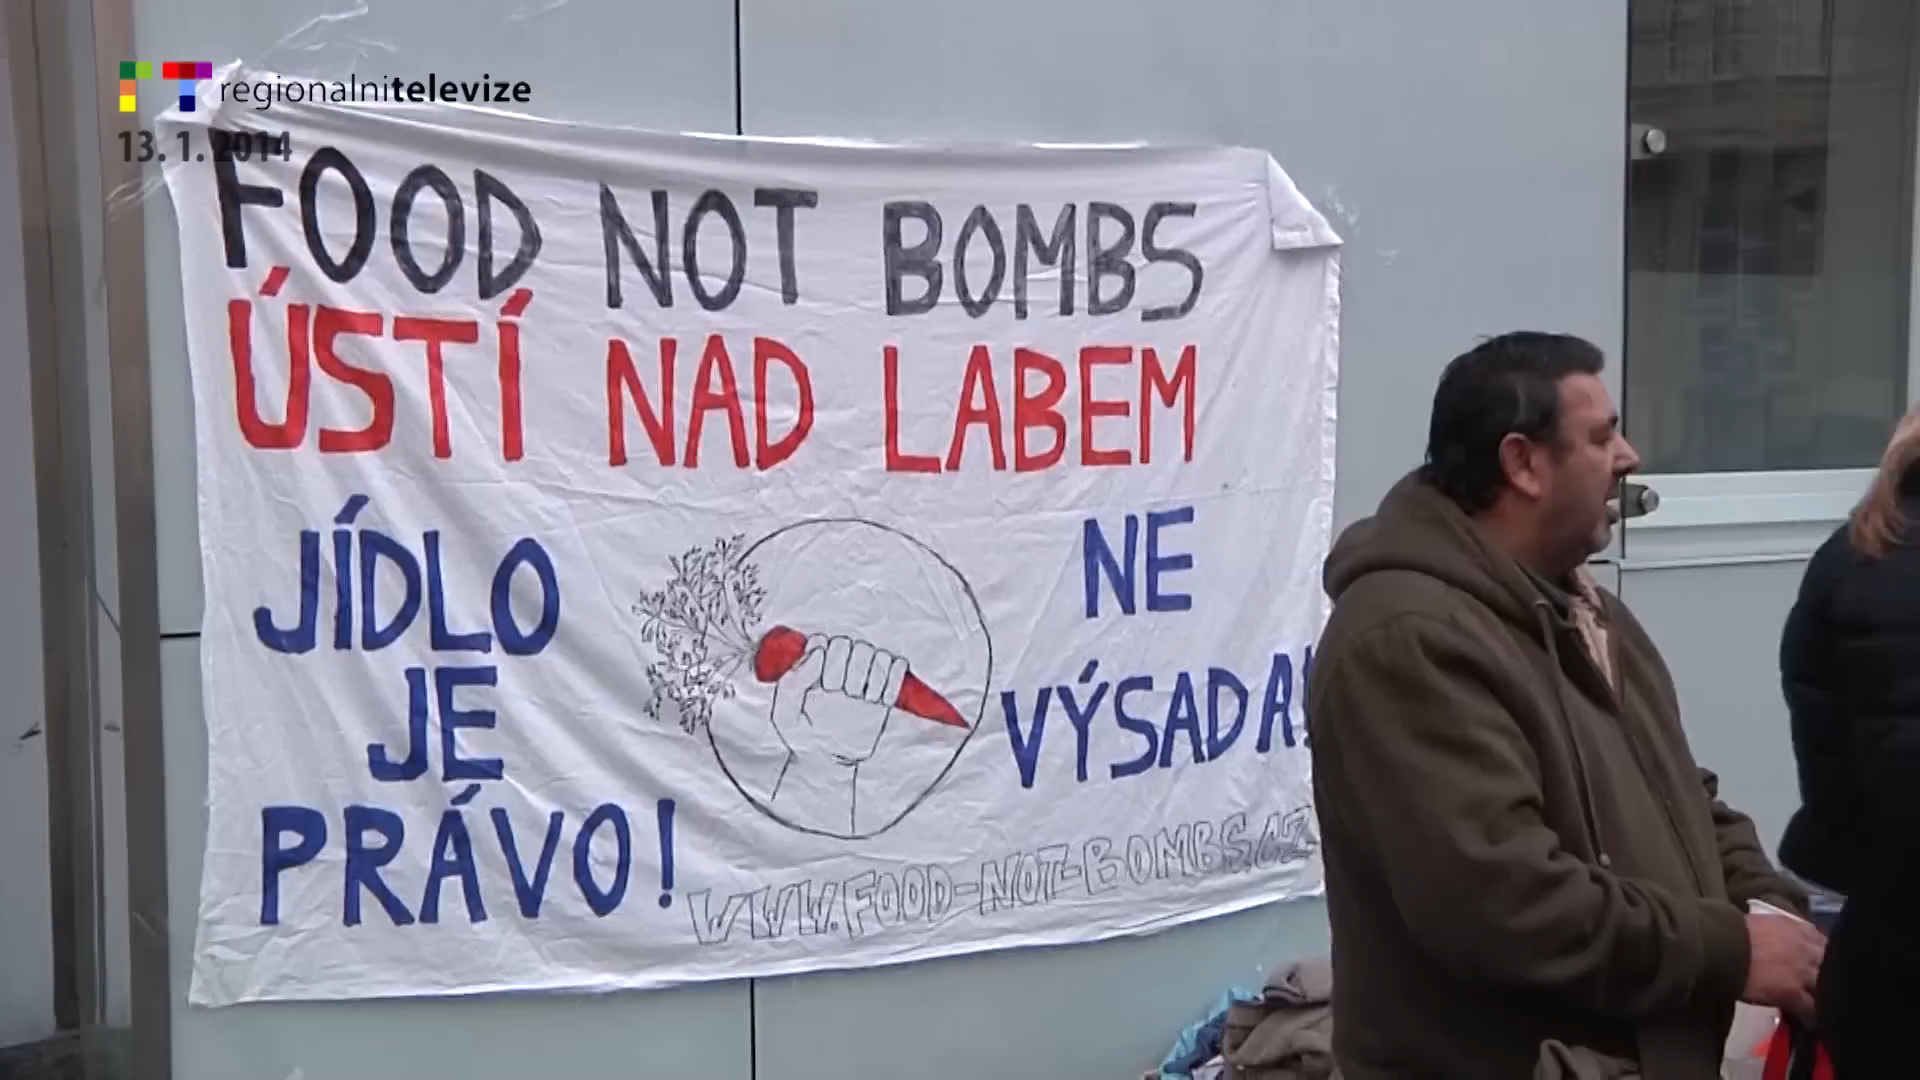 regionalnitelevize
13. 1. 2014
FOOD NOT BOMBS
ÚSTÍ NAD LABEM
JÍDLO
JE
PRÁVO!
NE
VÝSADA!
WWW.FOOD-NOT-BOMBS.CZ